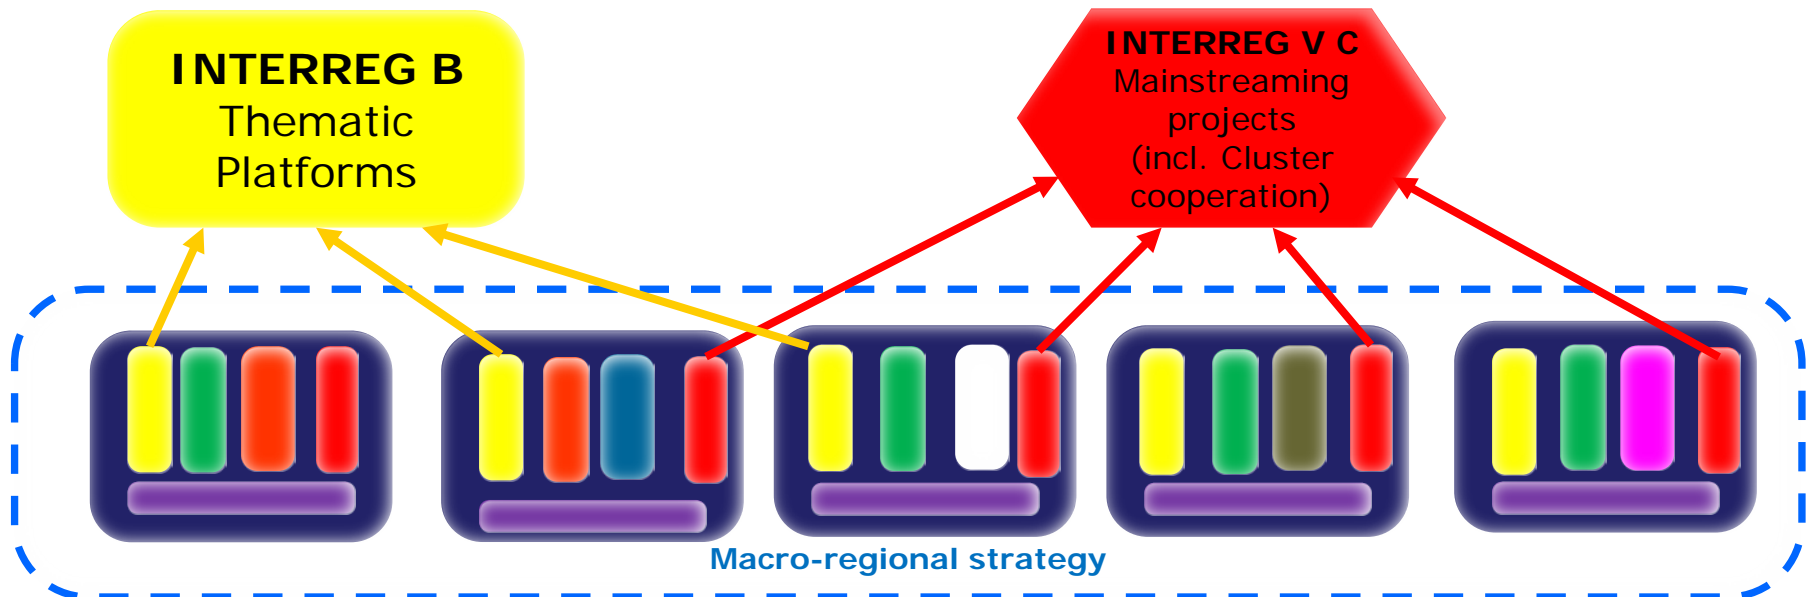 INTERREG B
Thematic
Platforms
INTERREG V C
Mainstreaming
projects
(incl. Cluster
cooperation)
Macro-regional strategy